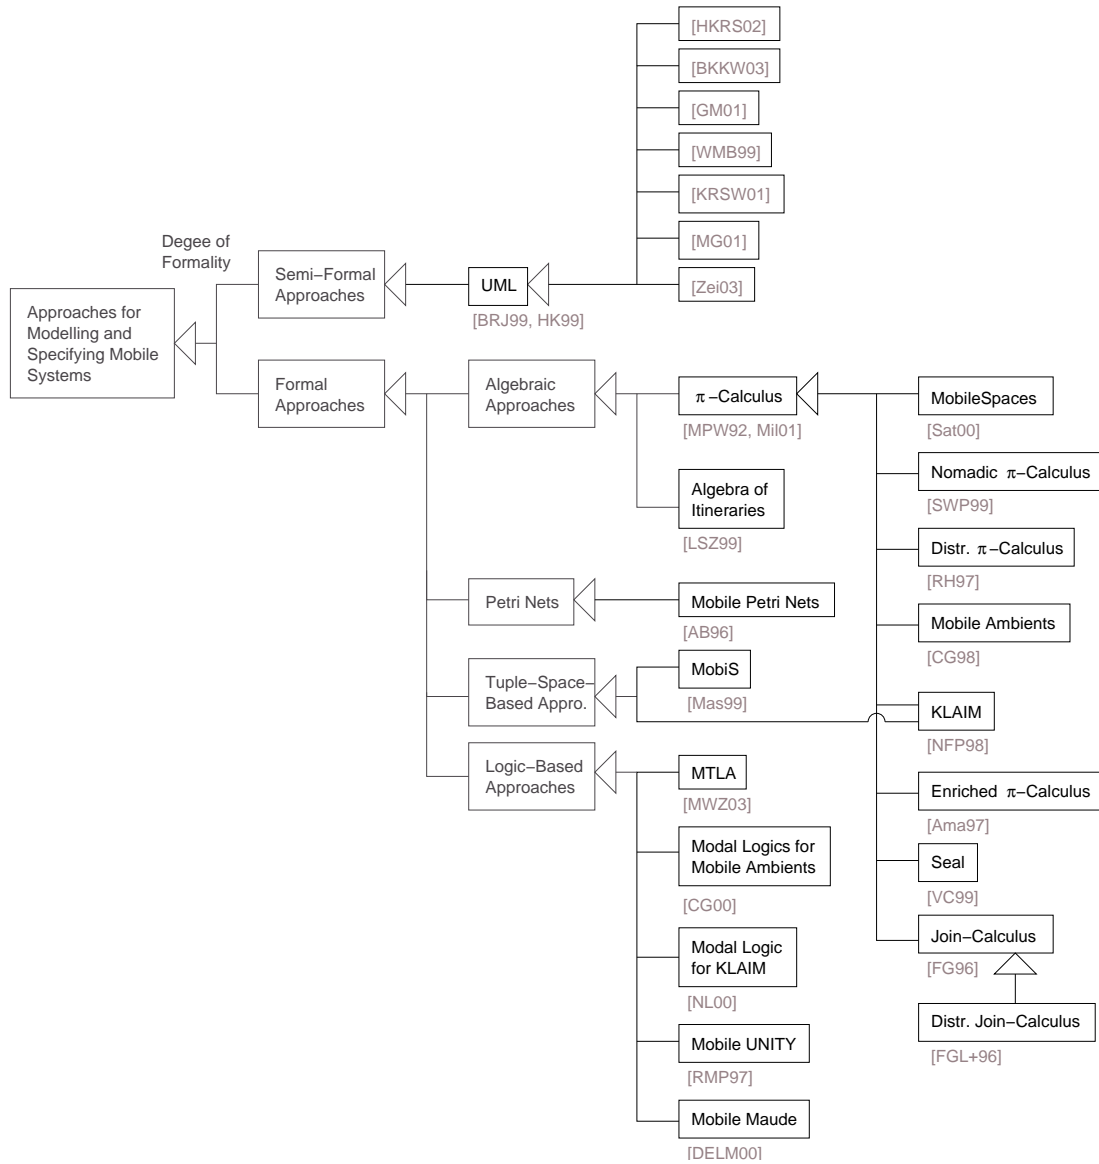 [HKRS02]
[BKKW03]
[GM01]
[WMB99]
[KRSW01]
[MG01]
[Zei03]
Degee of
Formality
Semi−Formal
Approaches
UML
[BRJ99, HK99]
Approaches for
Modelling and
Specifying Mobile
Systems
Formal
Approaches
Algebraic
Approaches
π−Calculus
[MPW92, Mil01]
Algebra of
Itineraries
[LSZ99]
Petri Nets
Mobile Petri Nets
[AB96]
Tuple−Space−
Based Appro.
MobiS
[Mas99]
Logic−Based
Approaches
MTLA
[MWZ03]
Modal Logics for
Mobile Ambients
[CG00]
Modal Logic
for KLAIM
[NL00]
Mobile UNITY
[RMP97]
Mobile Maude
[DELM00]
MobileSpaces
[Sat00]
Nomadic π−Calculus
[SWP99]
Distr. π−Calculus
[RH97]
Mobile Ambients
[CG98]
KLAIM
[NFP98]
Enriched π−Calculus
[Ama97]
Seal
[VC99]
Join−Calculus
[FG96]
Distr. Join−Calculus
[FGL+96]